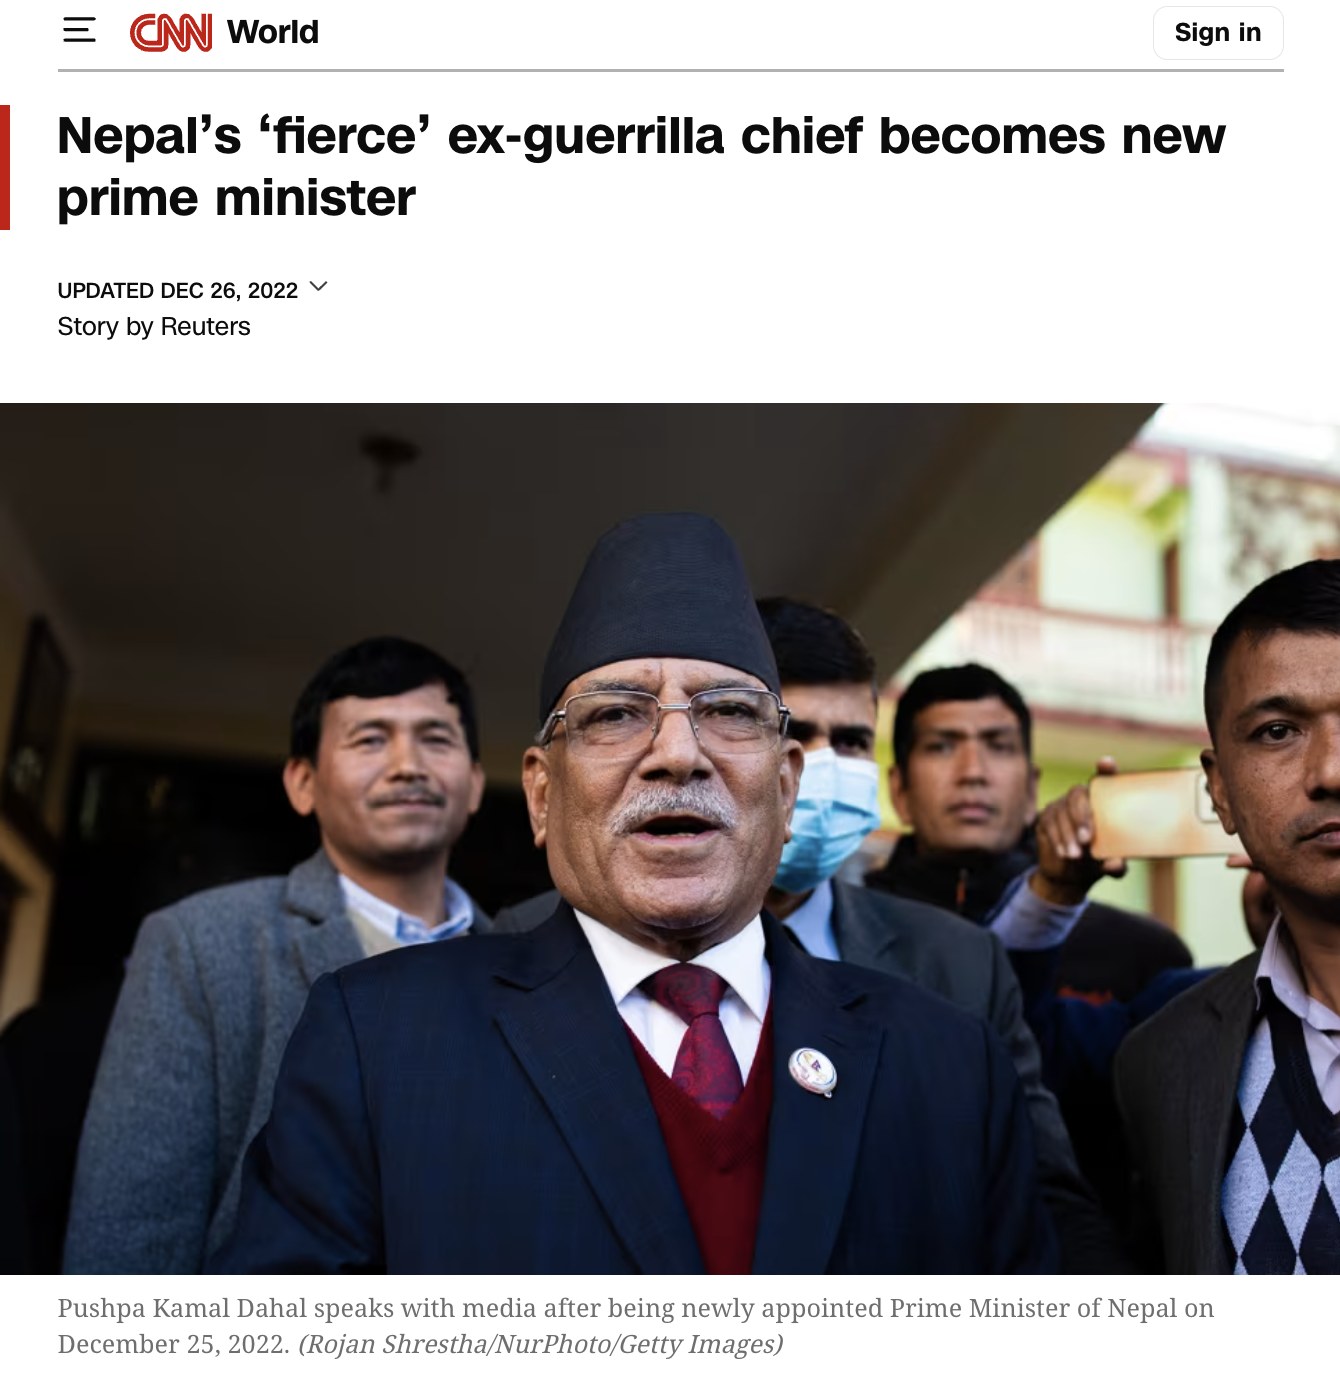 CNN World
Sign in
Nepal’s ‘fierce’ ex-guerrilla chief becomes new
prime minister
UPDATED DEC 26, 2022
Story by Reuters
Pushpa Kamal Dahal speaks with media after being newly appointed Prime Minister of Nepal on
December 25, 2022. (Rojan Shrestha/NurPhoto/Getty Images)